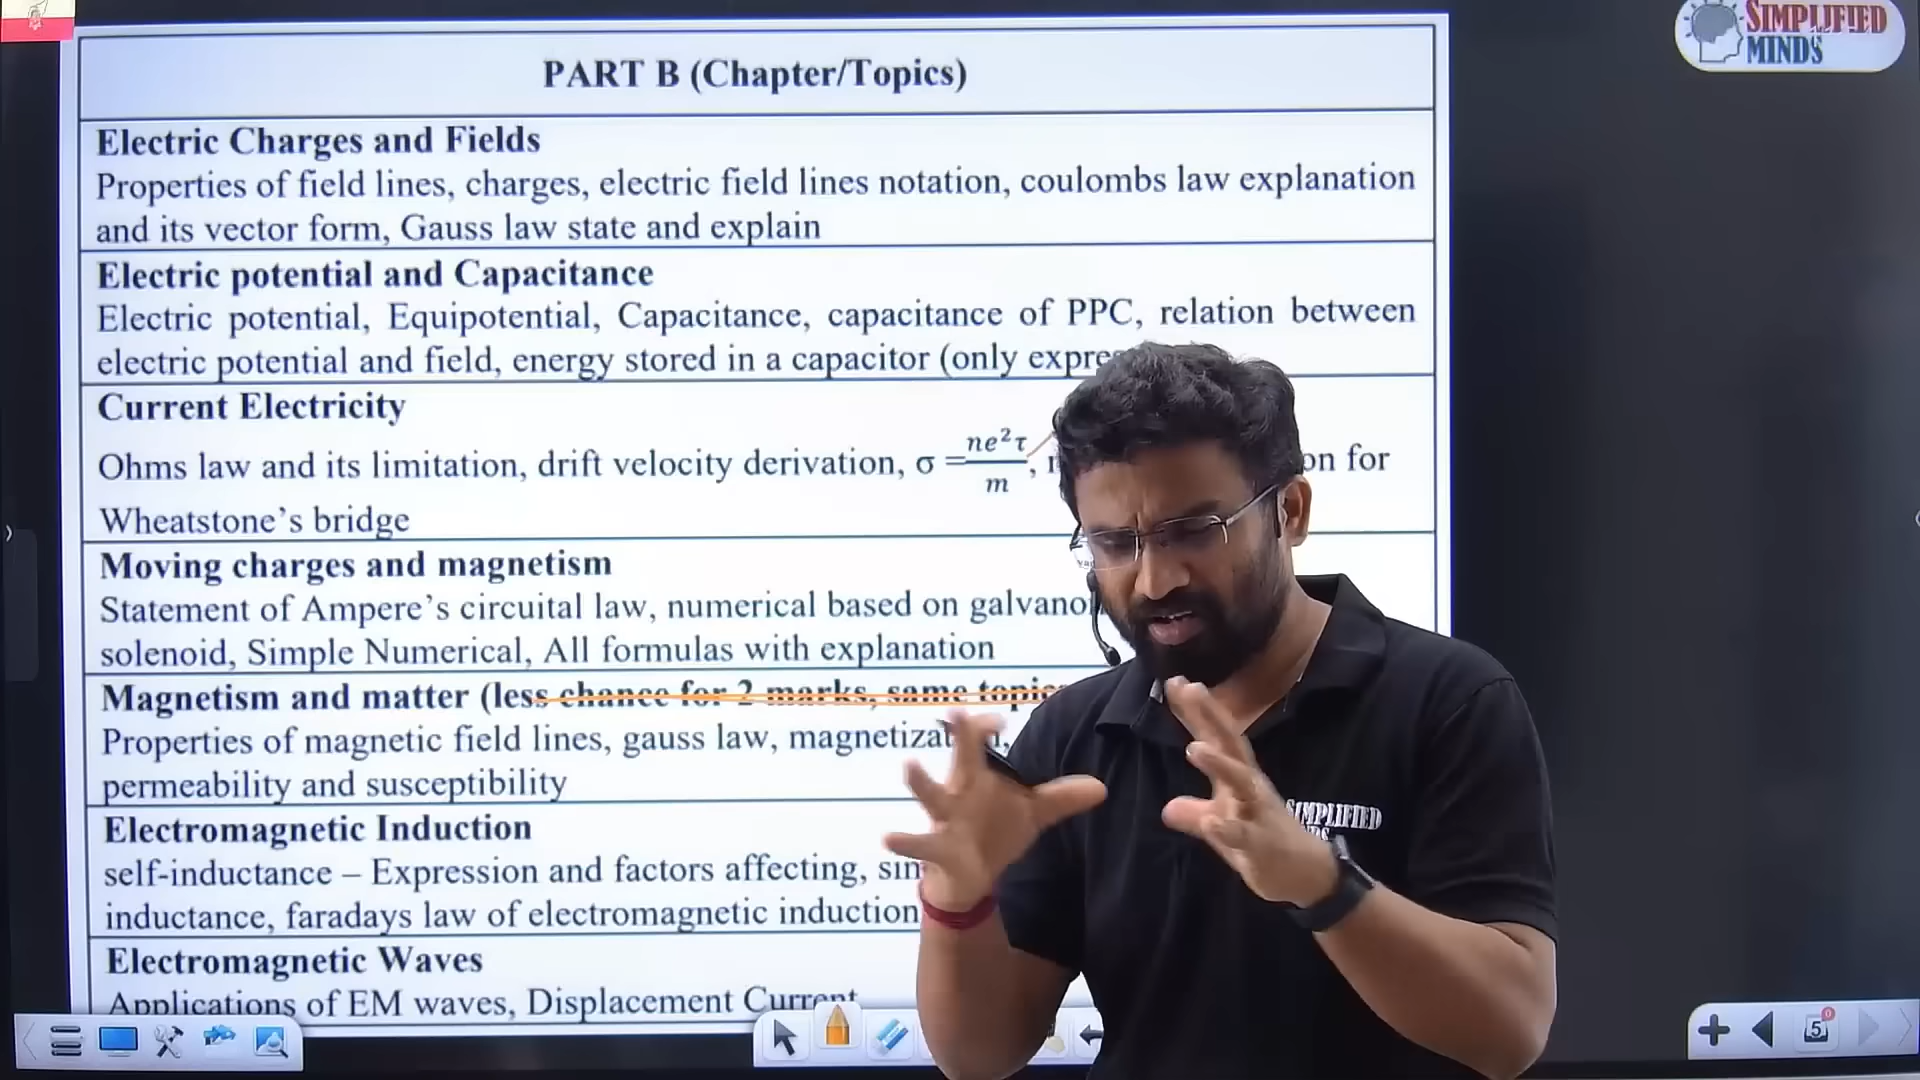 SIMPLIFIED
MINDS
PART B (Chapter/Topics)
Electric Charges and Fields
Properties of field lines, charges, electric field lines notation, coulombs law explanation
and its vector form, Gauss law state and explain
Electric potential and Capacitance
Electric potential, Equipotential, Capacitance, capacitance of PPC, relation between
electric potential and field, energy stored in a capacitor (only
Current Electricity
Ohms law and its limitation, drift velocity derivation, σ = ne²τ/m, for
Wheatstone's bridge
Moving charges and magnetism
Statement of Ampere's circuital law, numerical based on
solenoid, Simple Numerical, All formulas with explanation
Magnetism and matter (less chance for 2 marks, same
Properties of magnetic field lines, gauss law,
permeability and susceptibility
Electromagnetic Induction
self-inductance – Expression and factors affecting,
inductance, faradays law of electromagnetic induction
Electromagnetic Waves
Applications of EM waves, Displacement Current
SIMPLIFIED
5
0